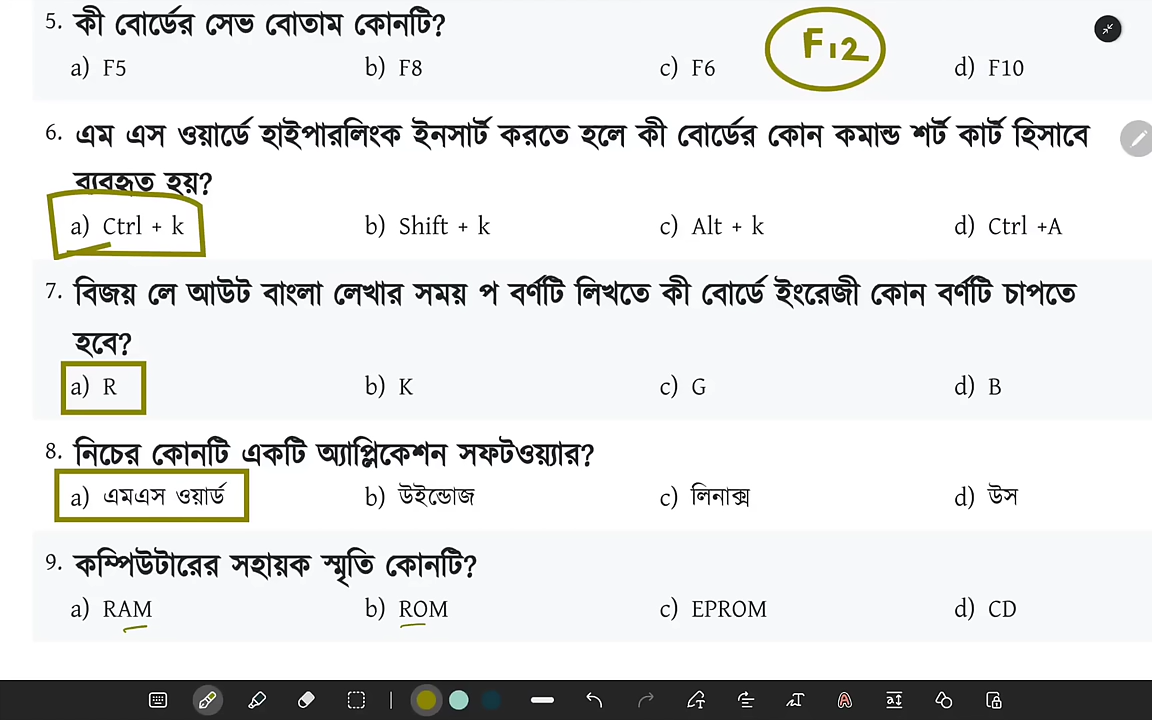 5. কী বোর্ডের সেভ বোতাম কোনটি?
F12
a) F5 b) F8 c) F6 d) F10
6. এম এস ওয়ার্ডে হাইপারলিংক ইনসার্ট করতে হলে কী বোর্ডের কোন কমান্ড শর্ট কার্ট হিসাবে
ব্যবহৃত হয়?
a) Ctrl + k b) Shift + k c) Alt + k d) Ctrl +A
7. বিজয় লে আউট বাংলা লেখার সময় প বর্ণটি লিখতে কী বোর্ডে ইংরেজী কোন বর্ণটি চাপতে
হবে?
a) R b) K c) G d) B
8. নিচের কোনটি একটি অ্যাপ্লিকেশন সফটওয়্যার?
a) এমএস ওয়ার্ড b) উইন্ডোজ c) লিনাক্স d) উস
9. কম্পিউটারের সহায়ক স্মৃতি কোনটি?
a) RAM b) ROM c) EPROM d) CD